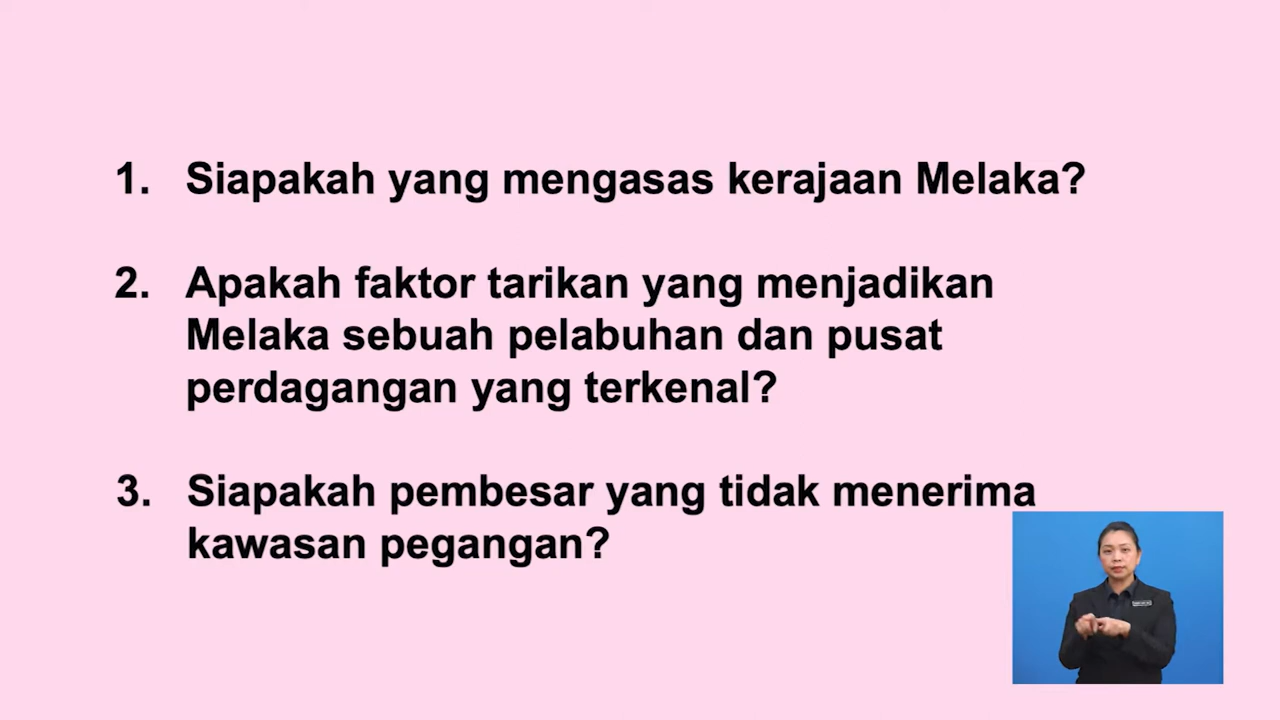 1. Siapakah yang mengasas kerajaan Melaka?
2. Apakah faktor tarikan yang menjadikan
Melaka sebuah pelabuhan dan pusat
perdagangan yang terkenal?
3. Siapakah pembesar yang tidak menerima
kawasan pegangan?